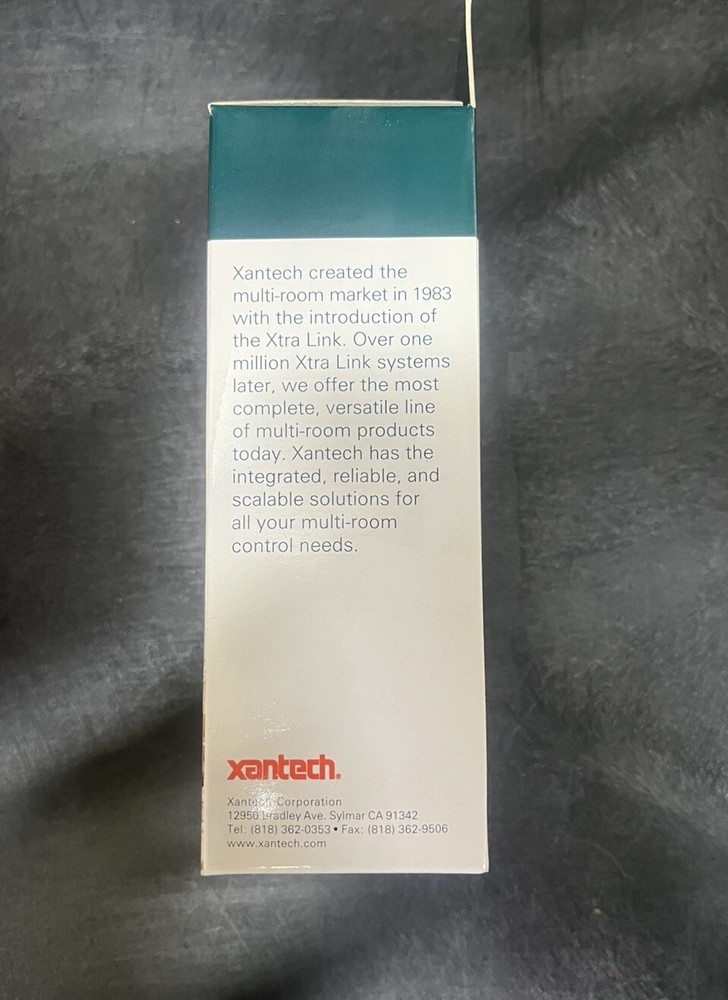 Xantech created the
multi-room market in 1983
with the introduction of
the Xtra Link. Over one
million Xtra Link systems
later, we offer the most
complete, versatile line
of multi-room products
today. Xantech has the
integrated, reliable, and
scalable solutions for
all your multi-room
control needs.
xantech.
Xantech Corporation
12950 Bradley Ave. Sylmar CA 91342
Tel: (818) 362-0353 • Fax: (818) 362-9506
www.xantech.com